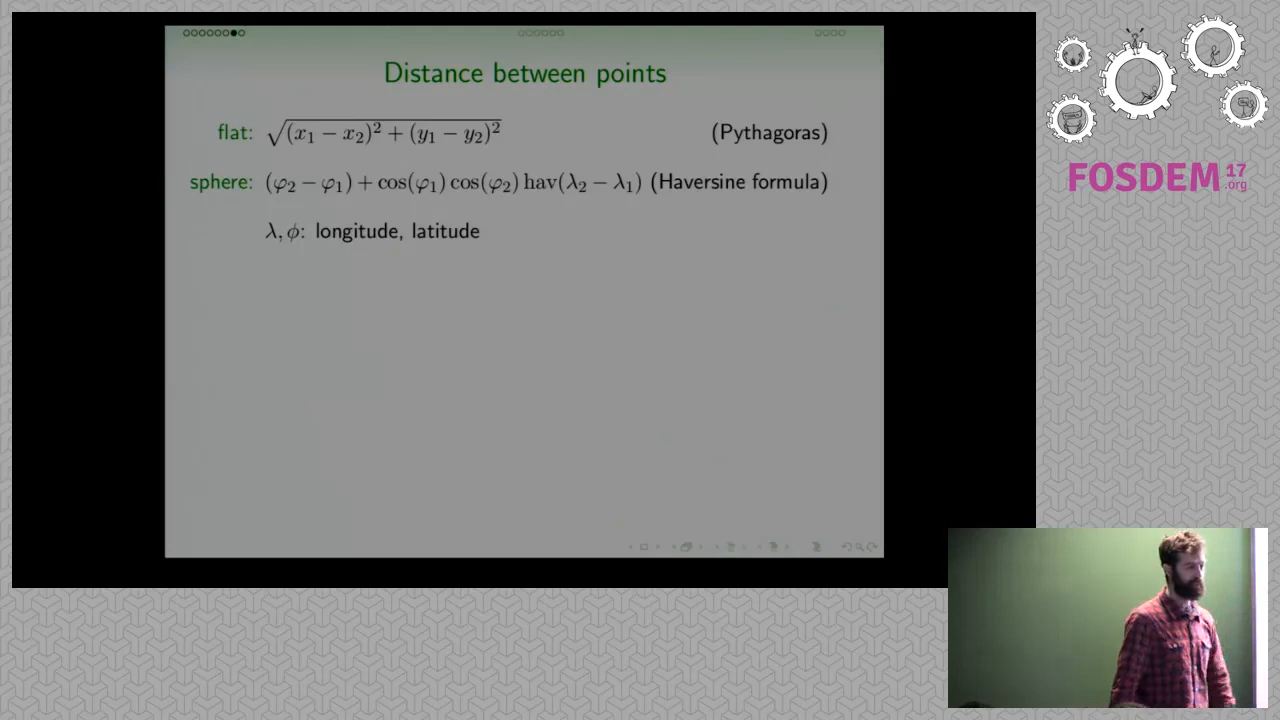 Distance between points
flat: √(x₁ − x₂)² + (y₁ − y₂)² (Pythagoras)
sphere: (φ₂ − φ₁) + cos(φ₁) cos(φ₂) hav(λ₂ − λ₁) (Haversine formula)
λ, ϕ: longitude, latitude
FOSDEM 17 .org